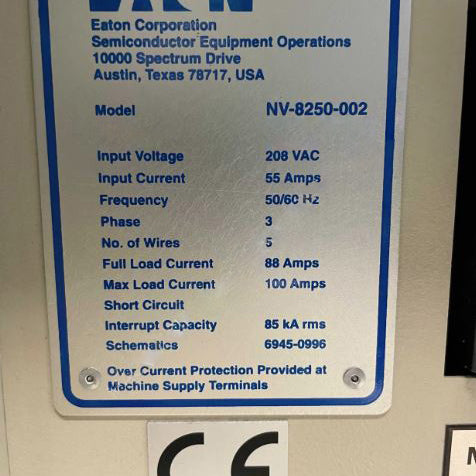 EATON
Eaton Corporation
Semiconductor Equipment Operations
10000 Spectrum Drive
Austin, Texas 78717, USA
Model NV-8250-002
Input Voltage 208 VAC
Input Current 55 Amps
Frequency 50/60 Hz
Phase 3
No. of Wires 5
Full Load Current 88 Amps
Max Load Current 100 Amps
Short Circuit
Interrupt Capacity 85 kA rms
Schematics 6945-0996
Over Current Protection Provided at
Machine Supply Terminals
CE